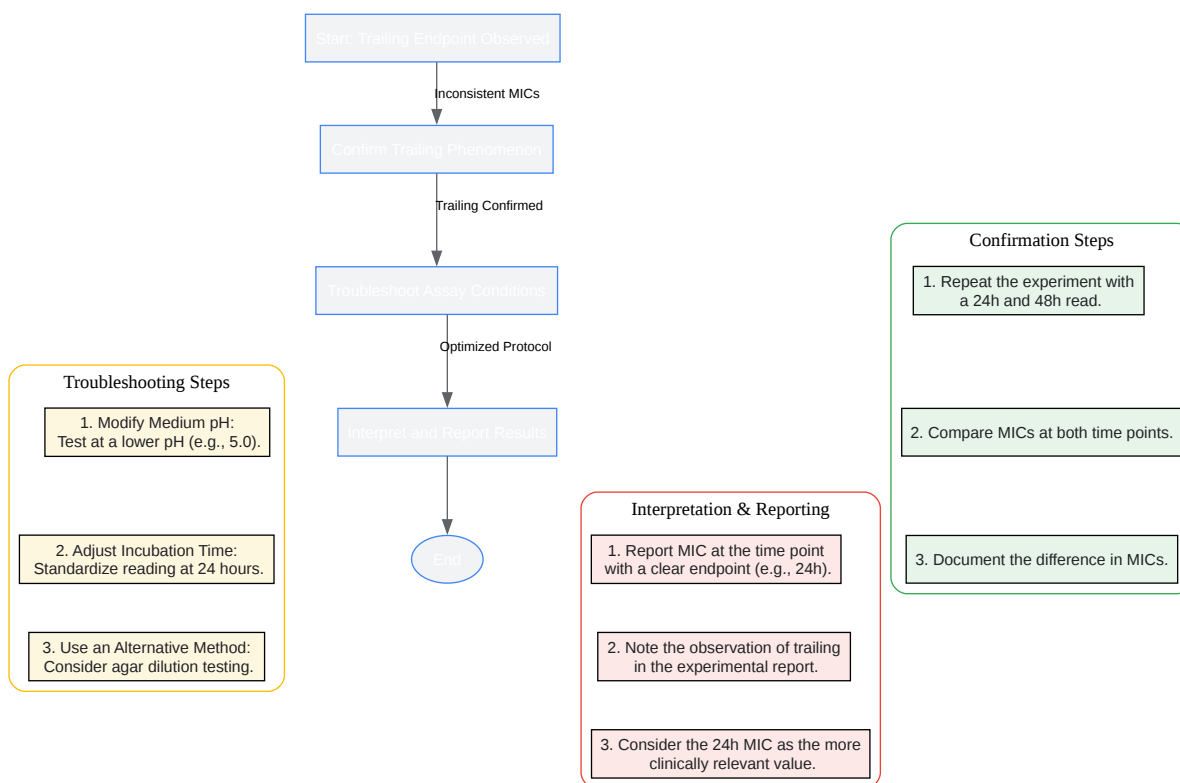 Start: Trailing Endpoint Observed
Inconsistent MICs
Confirm Trailing Phenomenon
Trailing Confirmed
Troubleshoot Assay Conditions
Optimized Protocol
Interpret and Report Results
End
Troubleshooting Steps
1. Modify Medium pH:
Test at a lower pH (e.g., 5.0).
2. Adjust Incubation Time:
Standardize reading at 24 hours.
3. Use an Alternative Method:
Consider agar dilution testing.
Interpretation & Reporting
1. Report MIC at the time point
with a clear endpoint (e.g., 24h).
2. Note the observation of trailing
in the experimental report.
3. Consider the 24h MIC as the more
clinically relevant value.
Confirmation Steps
1. Repeat the experiment with
a 24h and 48h read.
2. Compare MICs at both time points.
3. Document the difference in MICs.